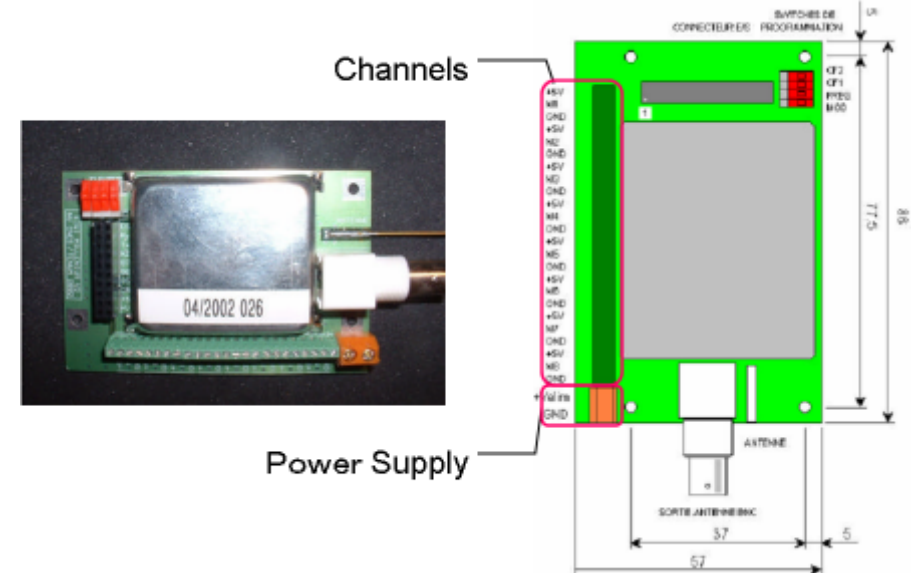 SWITCHES DE
CONNECTEUR E/S PROGRAMMATION
5
Channels
+5V
GND
+5V
M2
GND
+5V
M3
GND
+5V
M4
GND
+5V
M5
GND
+5V
M6
GND
+5V
M7
GND
+5V
M8
GND
+Valim
GND
CF2
CF1
FREQ
MOD
1
77.5
86
04/2002 026
Power Supply
ANTENNE
SORTIE ANTENNE BNC
37
5
57